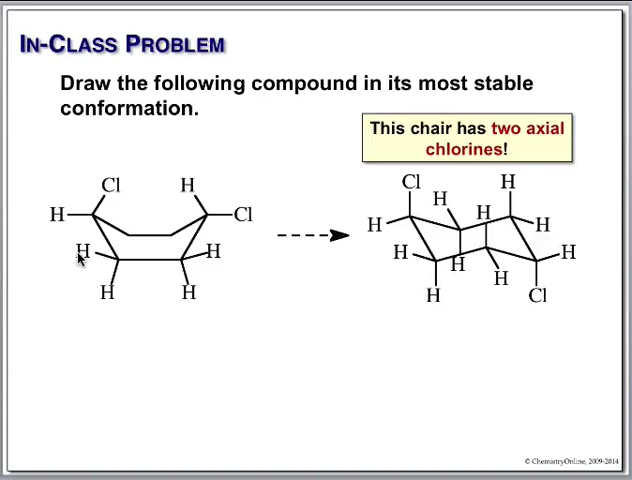 IN-CLASS PROBLEM
Draw the following compound in its most stable
conformation.
This chair has two axial
chlorines!
Cl H
H Cl
H H
H H
Cl H
H
H H H
H H
H H
H Cl
© ChemistryOnline, 2009-2014